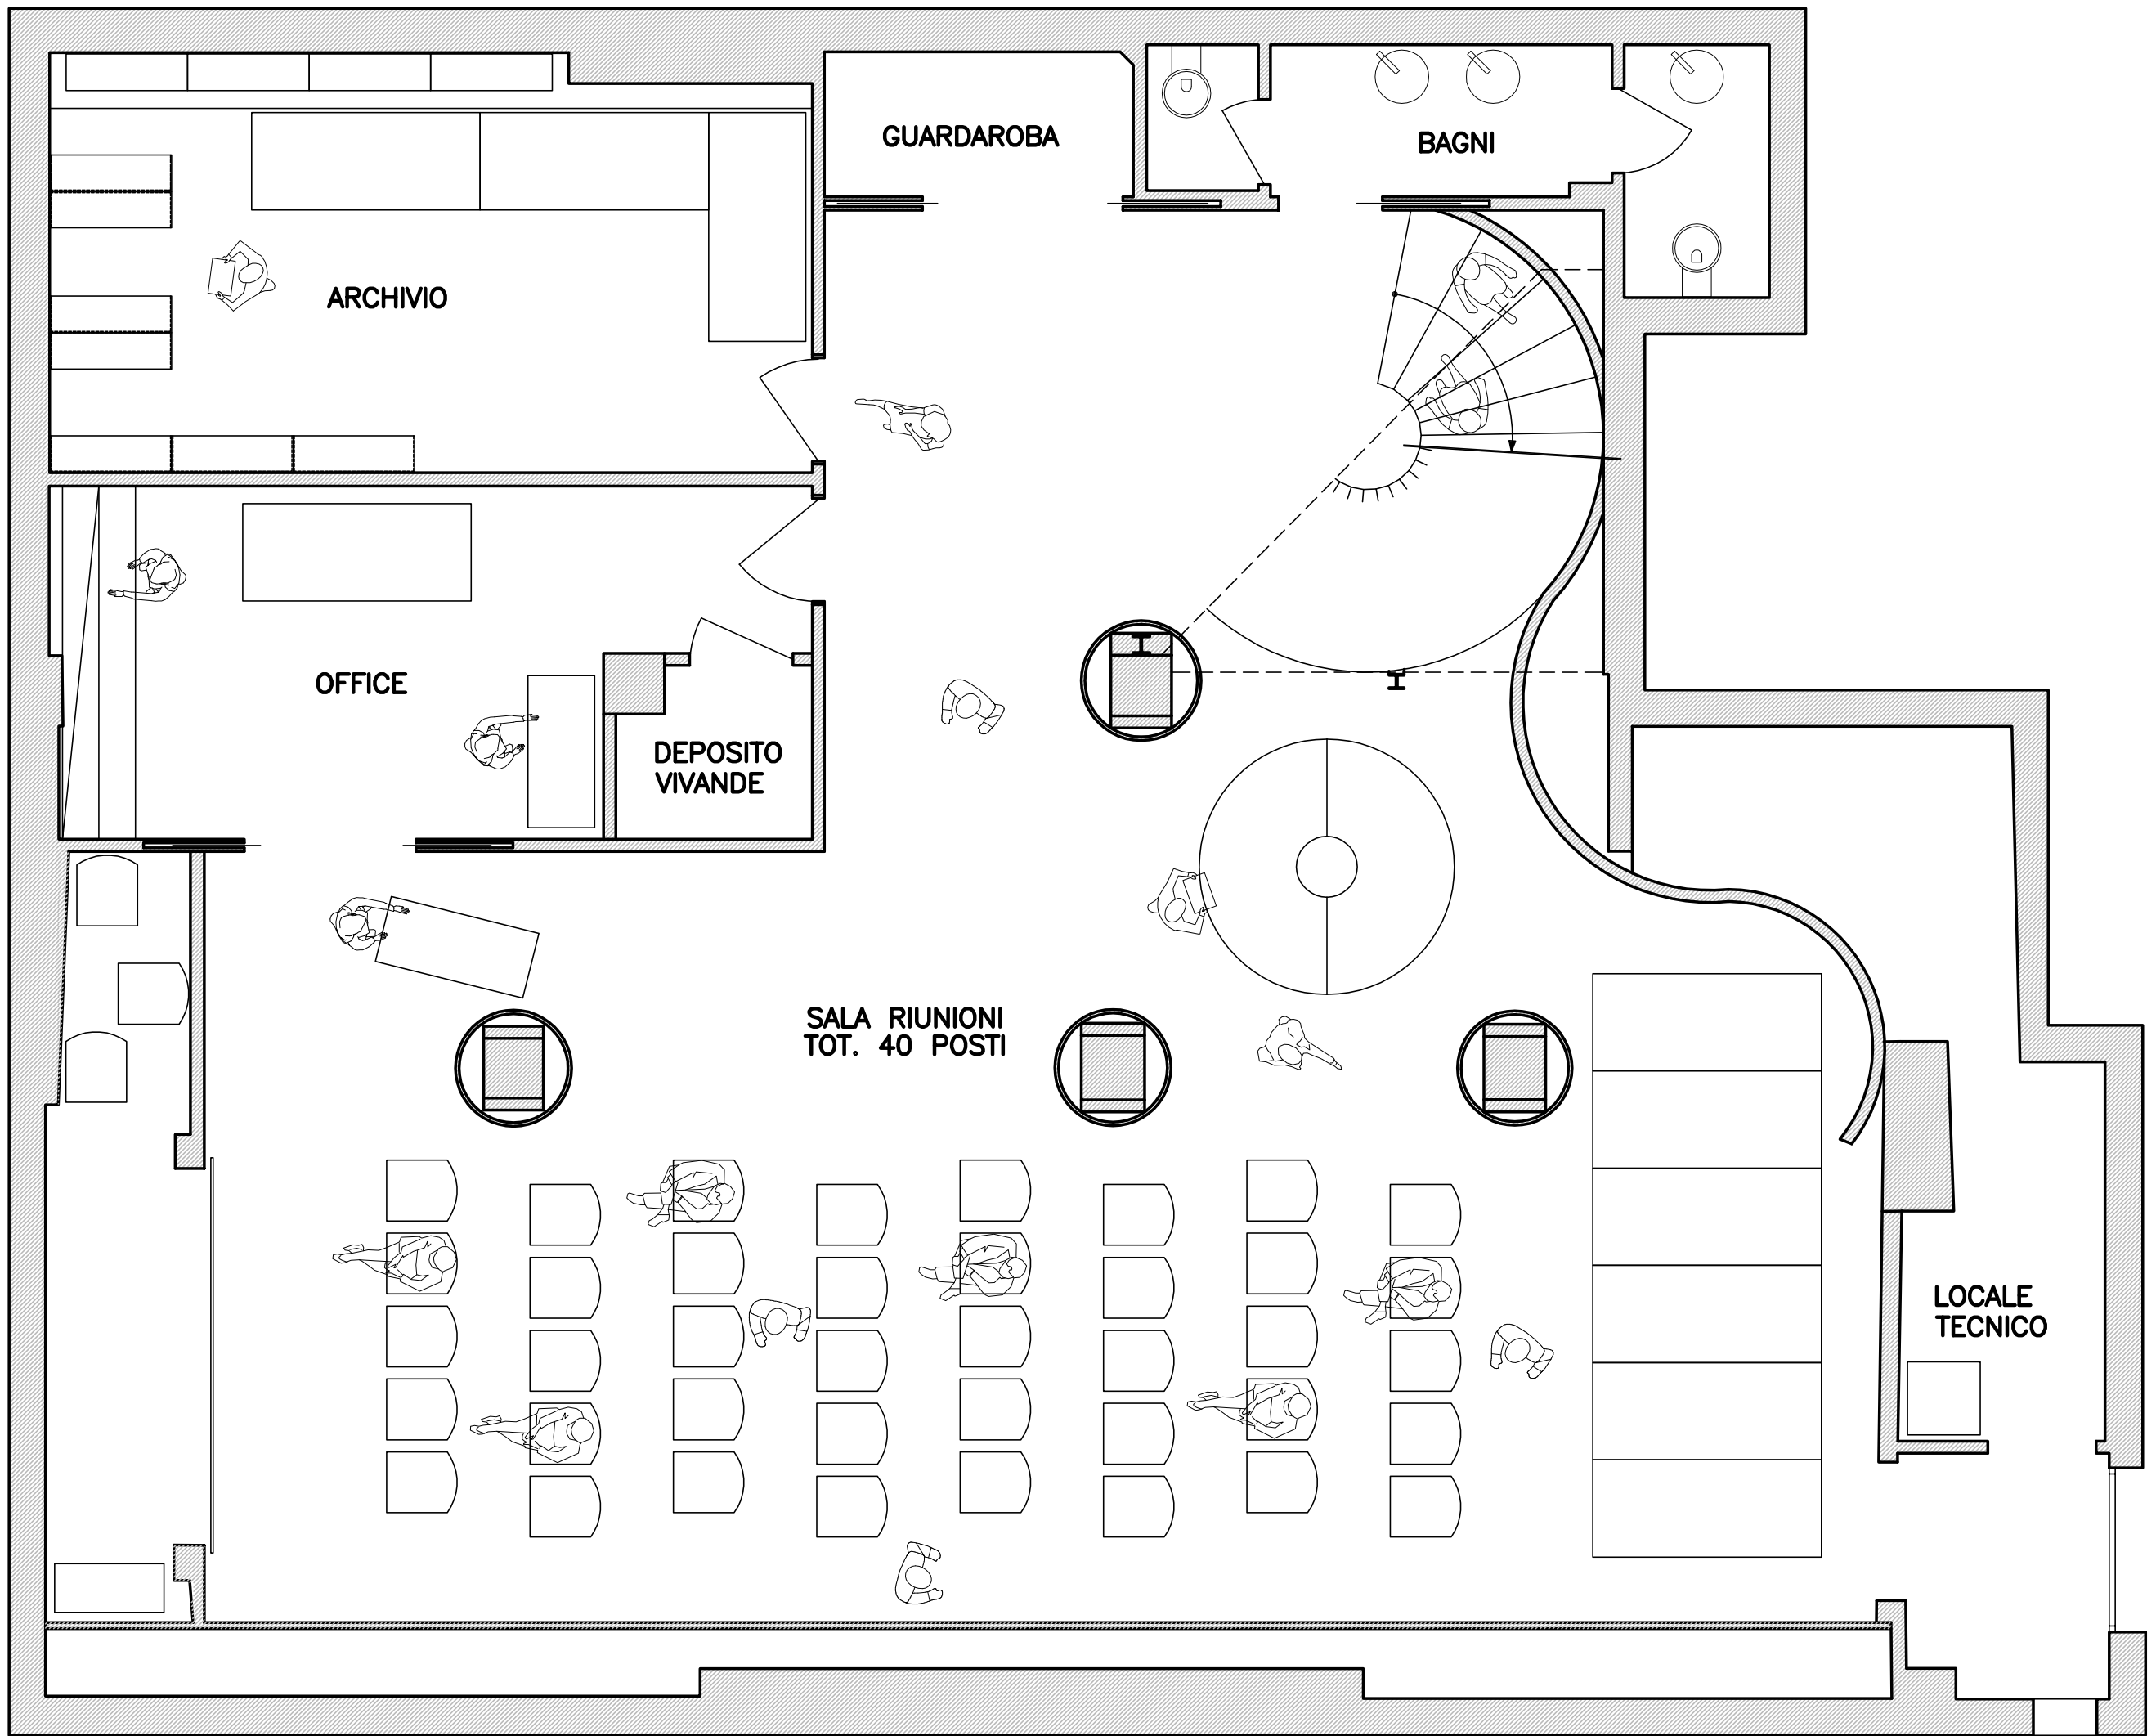 GUARDAROBA
BAGNI
ARCHIVIO
OFFICE
DEPOSITO
VIVANDE
SALA RIUNIONI
TOT. 40 POSTI
LOCALE
TECNICO